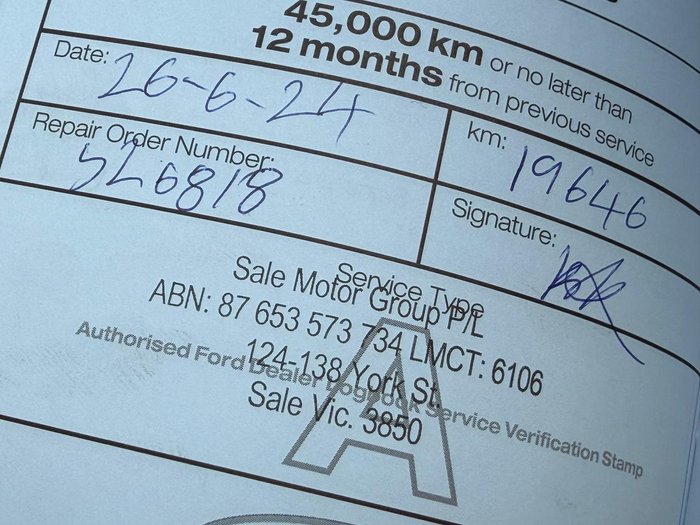 45,000 km or no later than
12 months from previous service
Date: 26-6-24
km: 19646
Repair Order Number:
526818
Signature:
Service Type
Sale Motor Group P/L
ABN: 87 653 573 734 LMCT: 6106
Authorised Ford Dealer Logbook Service Verification Stamp
124-138 York St.
Sale Vic. 3850
A